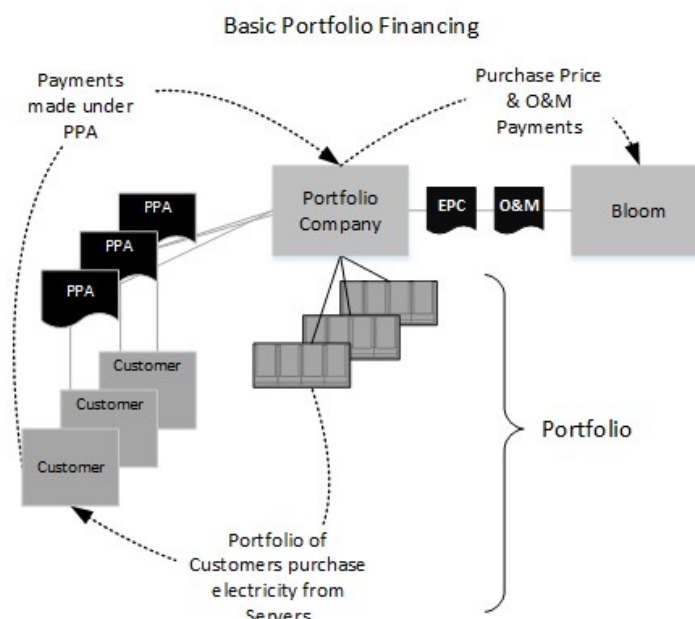 Basic Portfolio Financing
Payments
made under
PPA
Purchase Price
& O&M
Payments
PPA
PPA
PPA
Portfolio
Company
EPC
O&M
Bloom
Customer
Customer
Customer
Portfolio
Portfolio of
Customers purchase
electricity from
Servers